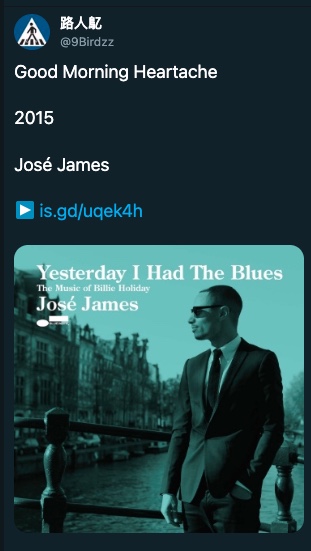 路人虭
@9Birdzz
Good Morning Heartache
2015
José James
is.gd/uqek4h
Yesterday I Had The Blues
The Music of Billie Holiday
José James